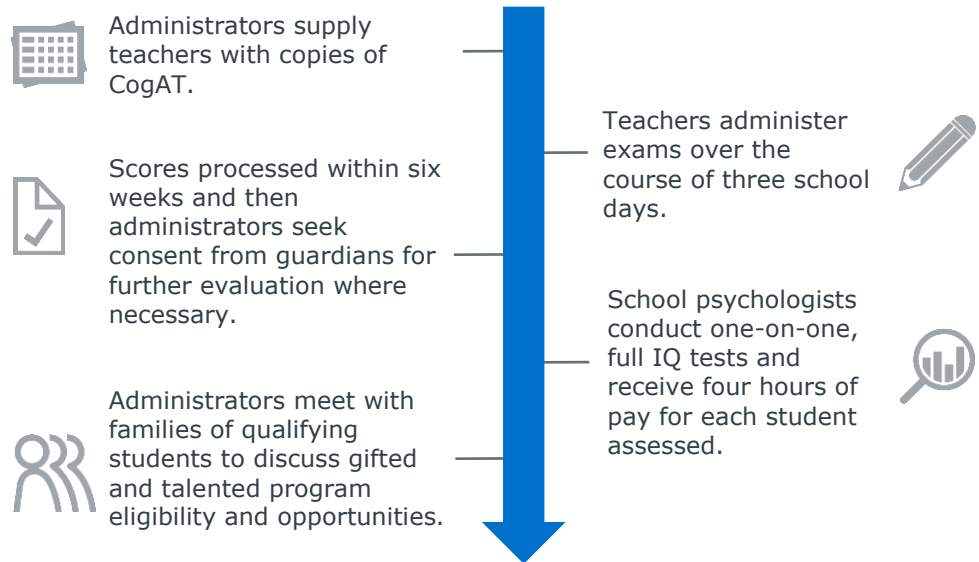 Administrators supply
teachers with copies of
CogAT.
Teachers administer
exams over the
course of three school
days.
Scores processed within six
weeks and then
administrators seek
consent from guardians for
further evaluation where
necessary.
School psychologists
conduct one-on-one,
full IQ tests and
receive four hours of
pay for each student
assessed.
Administrators meet with
families of qualifying
students to discuss gifted
and talented program
eligibility and opportunities.